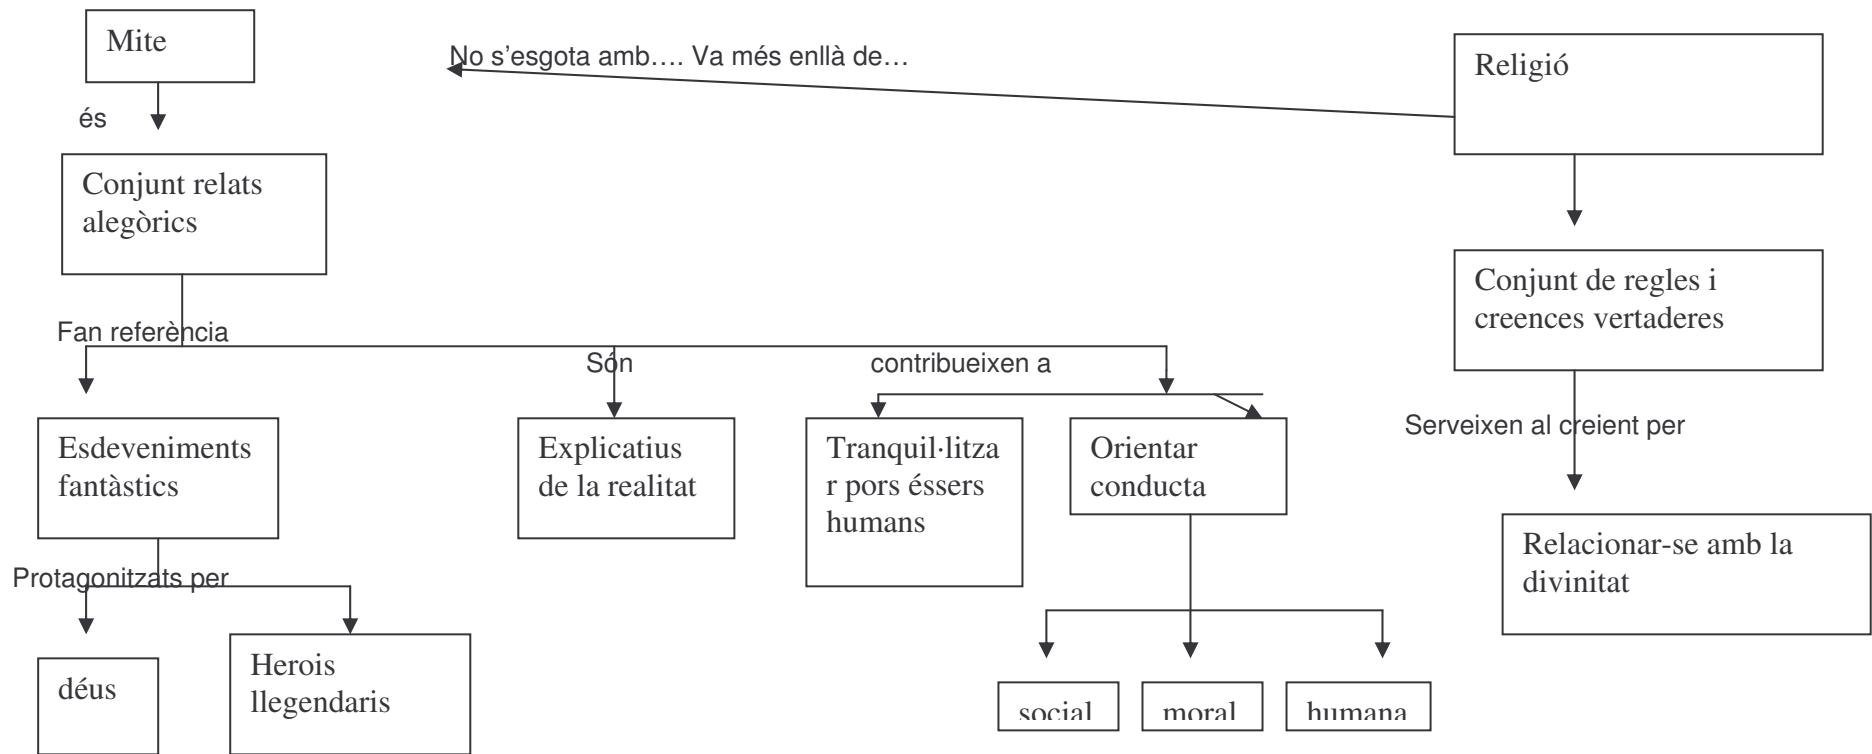 Mite
No s'esgota amb…. Va més enllà de…
Religió
és
Conjunt relats
alegòrics
Conjunt de regles i
creences vertaderes
Fan referència
Són
contribueixen a
Serveixen al creient per
Esdeveniments
fantàstics
Explicatius
de la realitat
Tranquil·litza
r pors éssers
humans
Orientar
conducta
Relacionar-se amb la
divinitat
Protagonitzats per
déus
Herois
llegendaris
social
moral
humana